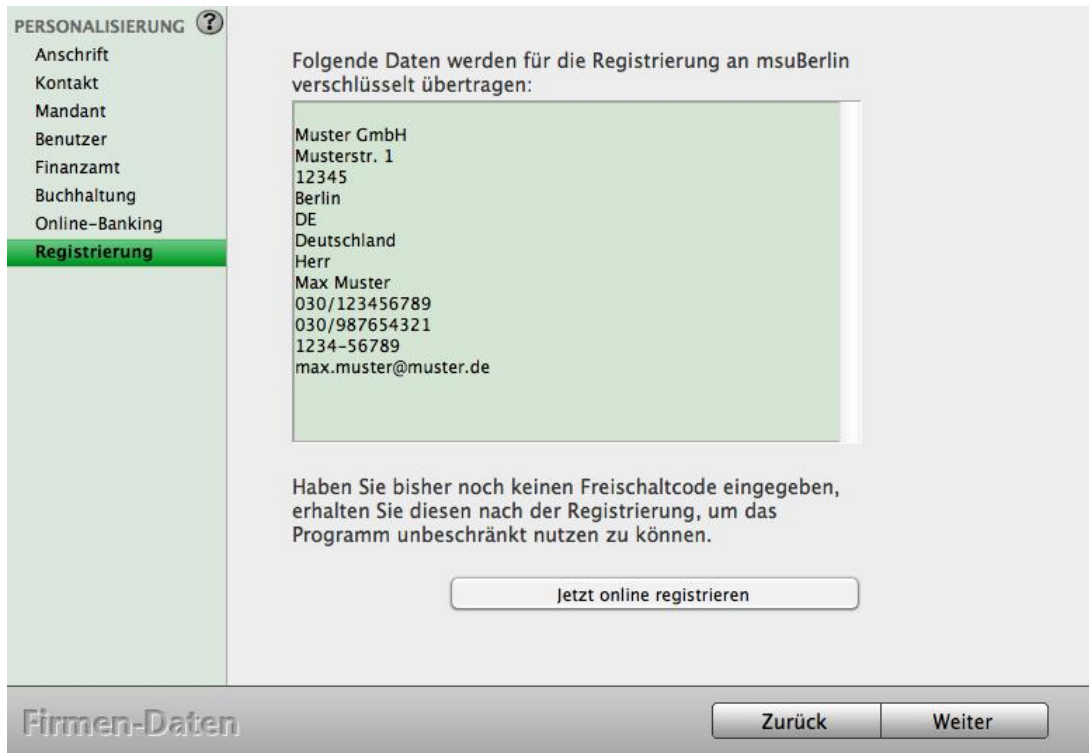 PERSONALISIERUNG ?
Anschrift
Kontakt
Mandant
Benutzer
Finanzamt
Buchhaltung
Online-Banking
Registrierung
Folgende Daten werden für die Registrierung an msuBerlin
verschlüsselt übertragen:
Muster GmbH
Musterstr. 1
12345
Berlin
DE
Deutschland
Herr
Max Muster
030/123456789
030/987654321
1234-56789
max.muster@muster.de
Haben Sie bisher noch keinen Freischaltcode eingegeben,
erhalten Sie diesen nach der Registrierung, um das
Programm unbeschränkt nutzen zu können.
Jetzt online registrieren
Firmen-Daten
Zurück
Weiter